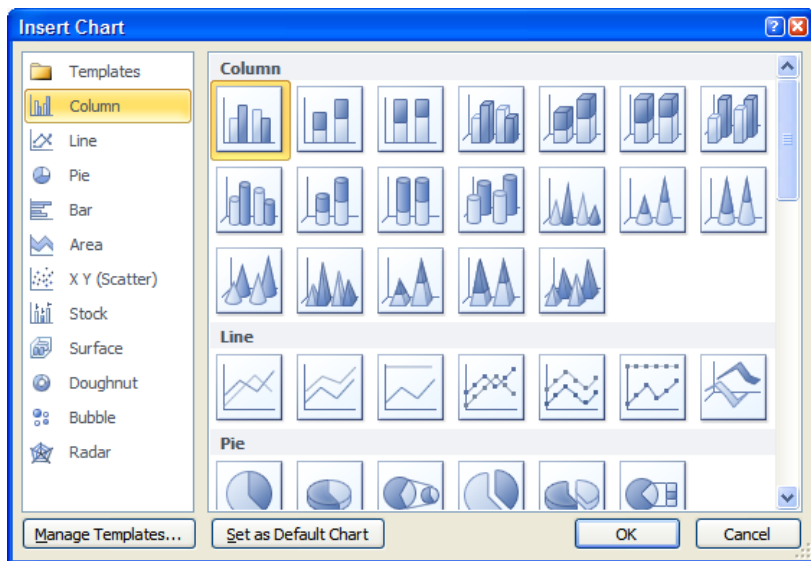 Insert Chart
Templates
Column
Line
Pie
Bar
Area
X Y (Scatter)
Stock
Surface
Doughnut
Bubble
Radar
Column
Line
Pie
Manage Templates...
Set as Default Chart
OK
Cancel